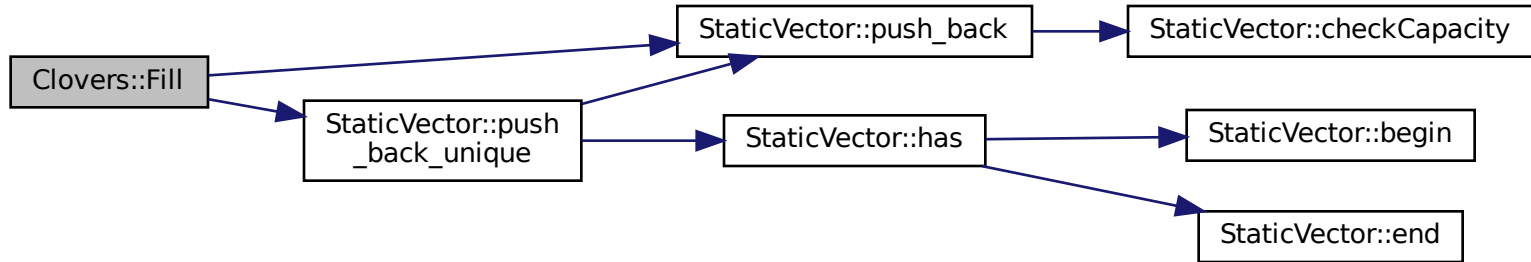 Clovers::Fill
StaticVector::push_back
StaticVector::checkCapacity
StaticVector::push
_back_unique
StaticVector::has
StaticVector::begin
StaticVector::end